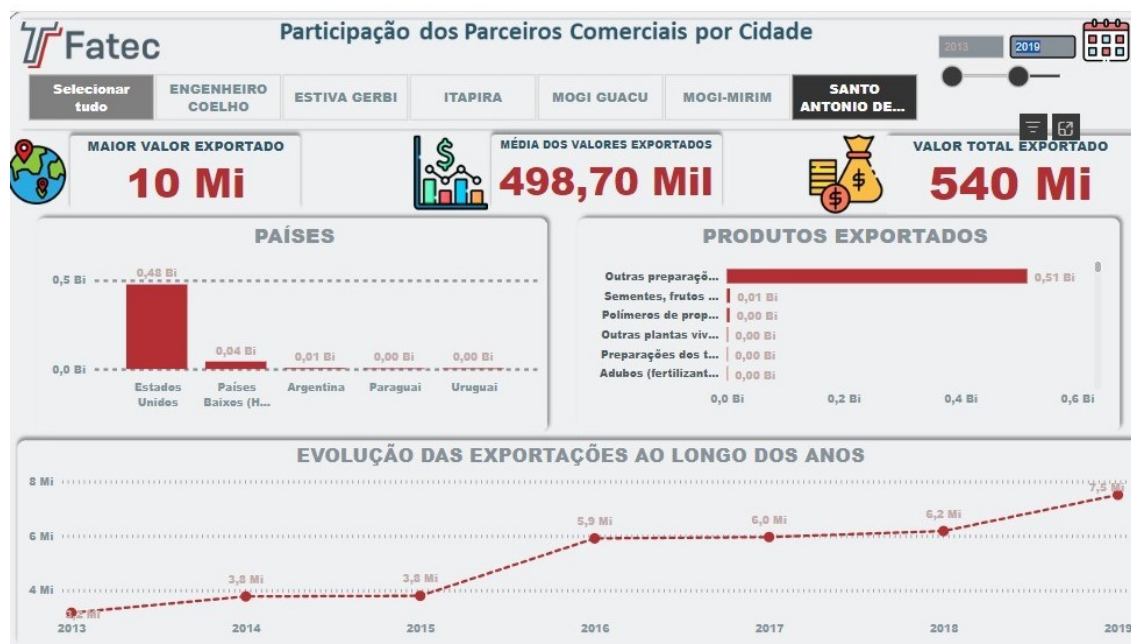 Fatec
Participação dos Parceiros Comerciais por Cidade
2013
2019
Selecionar
tudo
ENGENHEIRO
COELHO
ESTIVA GERBI
ITAPIRA
MOGI GUACU
MOGI-MIRIM
SANTO
ANTONIO DE...
MAIOR VALOR EXPORTADO
10 Mi
MÉDIA DOS VALORES EXPORTADOS
498,70 Mil
VALOR TOTAL EXPORTADO
540 Mi
PAÍSES
0,5 Bi
0,0 Bi
0,48 Bi
0,04 Bi
0,01 Bi
0,00 Bi
0,00 Bi
Estados
Unidos
Países
Baixos (H...
Argentina
Paraguai
Uruguai
PRODUTOS EXPORTADOS
Outras preparaçõ...
0,51 Bi
Sementes, frutos ...
0,01 Bi
Polímeros de prop...
0,00 Bi
Outras plantas viv...
0,00 Bi
Preparações dos t...
0,00 Bi
Adubos (fertilizant...
0,00 Bi
0,0 Bi
0,2 Bi
0,4 Bi
0,6 Bi
EVOLUÇÃO DAS EXPORTAÇÕES AO LONGO DOS ANOS
8 Mi
6 Mi
4 Mi
3,2 Mi
3,8 Mi
3,8 Mi
5,9 Mi
6,0 Mi
6,2 Mi
7,5 Mi
2013
2014
2015
2016
2017
2018
2019